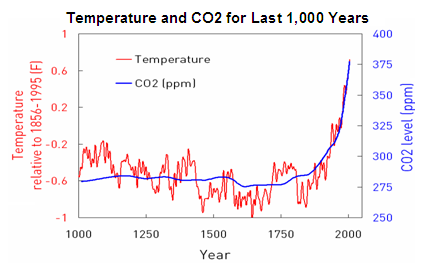 Temperature and CO2 for Last 1,000 Years
Temperature
relative to 1856-1995 (F)
1
0.6
0.2
-0.2
-0.6
-1
Temperature
CO2 (ppm)
400
375
350
325
300
275
250
CO2 level (ppm)
1000
1250
1500
1750
2000
Year